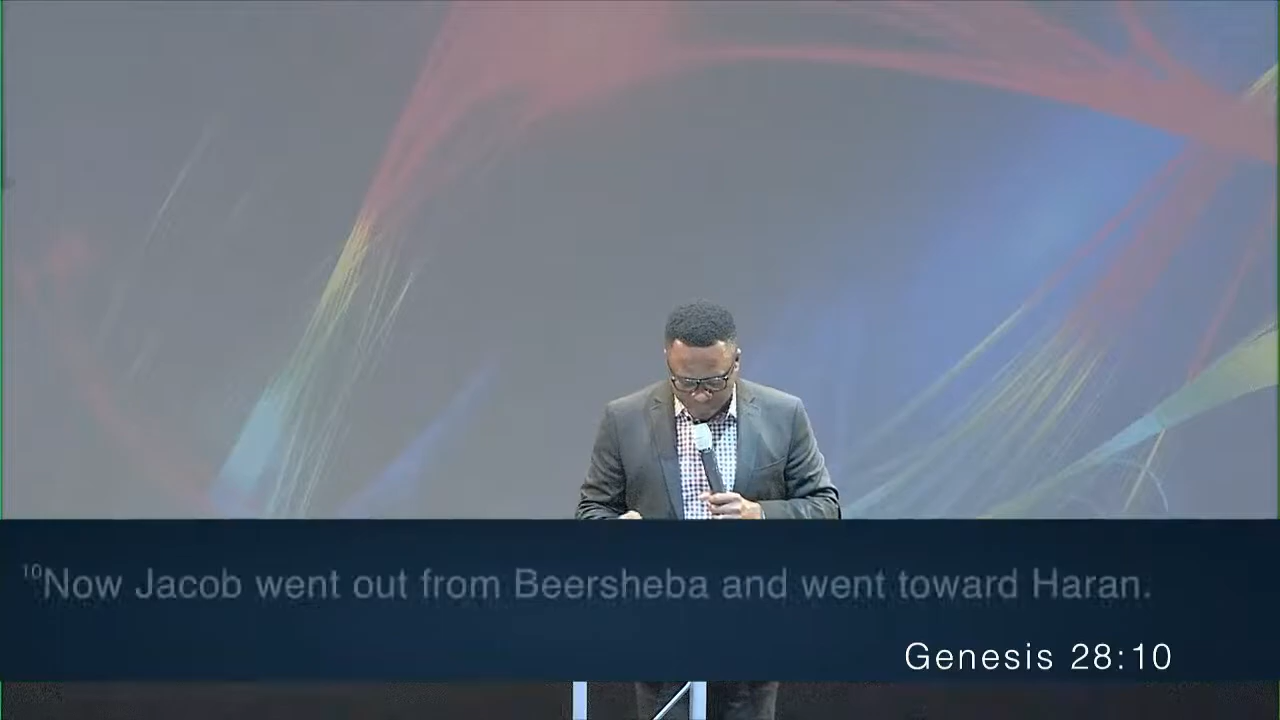 10Now Jacob went out from Beersheba and went toward Haran.
Genesis 28:10